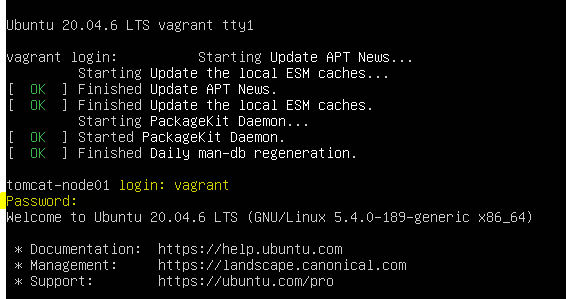 Ubuntu 20.04.6 LTS vagrant tty1
vagrant login:          Starting Update APT News...
         Starting Update the local ESM caches...
[  OK  ] Finished Update APT News.
[  OK  ] Finished Update the local ESM caches.
         Starting PackageKit Daemon...
[  OK  ] Started PackageKit Daemon.
[  OK  ] Finished Daily man-db regeneration.
tomcat-node01 login: vagrant
Password:
Welcome to Ubuntu 20.04.6 LTS (GNU/Linux 5.4.0-189-generic x86_64)
 * Documentation:  https://help.ubuntu.com
 * Management:     https://landscape.canonical.com
 * Support:        https://ubuntu.com/pro